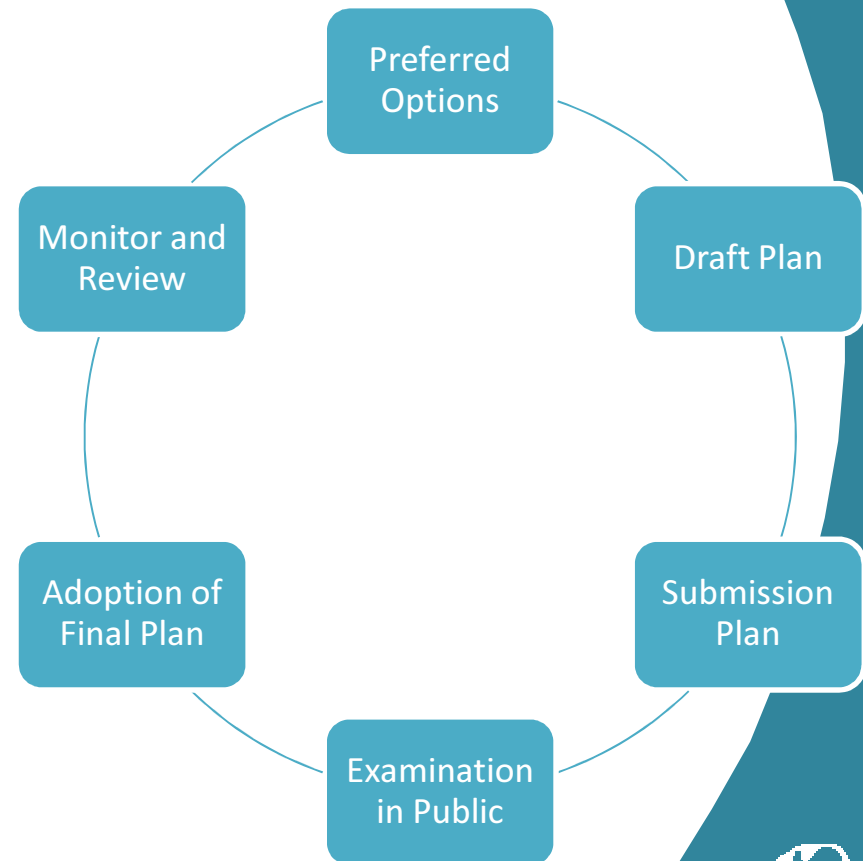 Preferred
Options
Draft Plan
Submission
Plan
Examination
in Public
Adoption of
Final Plan
Monitor and
Review